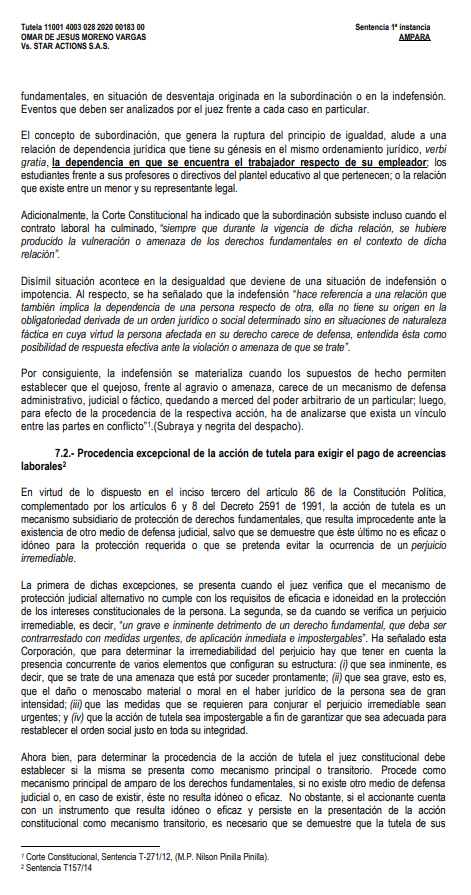 Tutela 11001 4003 028 2020 00183 00
Sentencia 1ª instancia
OMAR DE JESUS MORENO VARGAS
AMPARA
Vs. STAR ACTIONS S.A.S.
fundamentales, en situación de desventaja originada en la subordinación o en la indefensión.
Eventos que deben ser analizados por el juez frente a cada caso en particular.
El concepto de subordinación, que genera la ruptura del principio de igualdad, alude a una
relación de dependencia jurídica que tiene su génesis en el mismo ordenamiento jurídico, verbi
gratia, la dependencia en que se encuentra el trabajador respecto de su empleador; los
estudiantes frente a sus profesores o directivos del plantel educativo al que pertenecen; o la relación
que existe entre un menor y su representante legal.
Adicionalmente, la Corte Constitucional ha indicado que la subordinación subsiste incluso cuando el
contrato laboral ha culminado, “siempre que durante la vigencia de dicha relación, se hubiere
producido la vulneración o amenaza de los derechos fundamentales en el contexto de dicha
relación”.
Disímil situación acontece en la desigualdad que deviene de una situación de indefensión o
impotencia. Al respecto, se ha señalado que la indefensión “hace referencia a una relación que
también implica la dependencia de una persona respecto de otra, ella no tiene su origen en la
obligatoriedad derivada de un orden jurídico o social determinado sino en situaciones de naturaleza
fáctica en cuya virtud la persona afectada en su derecho carece de defensa, entendida ésta como
posibilidad de respuesta efectiva ante la violación o amenaza de que se trate”.
Por consiguiente, la indefensión se materializa cuando los supuestos de hecho permiten
establecer que el quejoso, frente al agravio o amenaza, carece de un mecanismo de defensa
administrativo, judicial o fáctico, quedando a merced del poder arbitrario de un particular; luego,
para efecto de la procedencia de la respectiva acción, ha de analizarse que exista un vínculo
entre las partes en conflicto”¹.(Subraya y negrita del despacho).
7.2.- Procedencia excepcional de la acción de tutela para exigir el pago de acreencias
laborales²
En virtud de lo dispuesto en el inciso tercero del artículo 86 de la Constitución Política,
complementado por los artículos 6 y 8 del Decreto 2591 de 1991, la acción de tutela es un
mecanismo subsidiario de protección de derechos fundamentales, que resulta improcedente ante la
existencia de otro medio de defensa judicial, salvo que se demuestre que éste último no es eficaz o
idóneo para la protección requerida o que se pretenda evitar la ocurrencia de un perjuicio
irremediable.
La primera de dichas excepciones, se presenta cuando el juez verifica que el mecanismo de
protección judicial alternativo no cumple con los requisitos de eficacia e idoneidad en la protección
de los intereses constitucionales de la persona. La segunda, se da cuando se verifica un perjuicio
irremediable, es decir, “un grave e inminente detrimento de un derecho fundamental, que deba ser
contrarrestado con medidas urgentes, de aplicación inmediata e impostergables”. Ha señalado esta
Corporación, que para determinar la irremediabilidad del perjuicio hay que tener en cuenta la
presencia concurrente de varios elementos que configuran su estructura: (i) que sea inminente, es
decir, que se trate de una amenaza que está por suceder prontamente; (ii) que sea grave, esto es,
que el daño o menoscabo material o moral en el haber jurídico de la persona sea de gran
intensidad; (iii) que las medidas que se requieren para conjurar el perjuicio irremediable sean
urgentes; y (iv) que la acción de tutela sea impostergable a fin de garantizar que sea adecuada para
restablecer el orden social justo en toda su integridad.
Ahora bien, para determinar la procedencia de la acción de tutela el juez constitucional debe
establecer si la misma se presenta como mecanismo principal o transitorio. Procede como
mecanismo principal de amparo de los derechos fundamentales, si no existe otro medio de defensa
judicial o, en caso de existir, éste no resulta idóneo o eficaz. No obstante, si el accionante cuenta
con un instrumento que resulta idóneo o eficaz y persiste en la presentación de la acción
constitucional como mecanismo transitorio, es necesario que se demuestre que la tutela de sus
¹ Corte Constitucional, Sentencia T-271/12, (M.P. Nilson Pinilla Pinilla).
² Sentencia T157/14